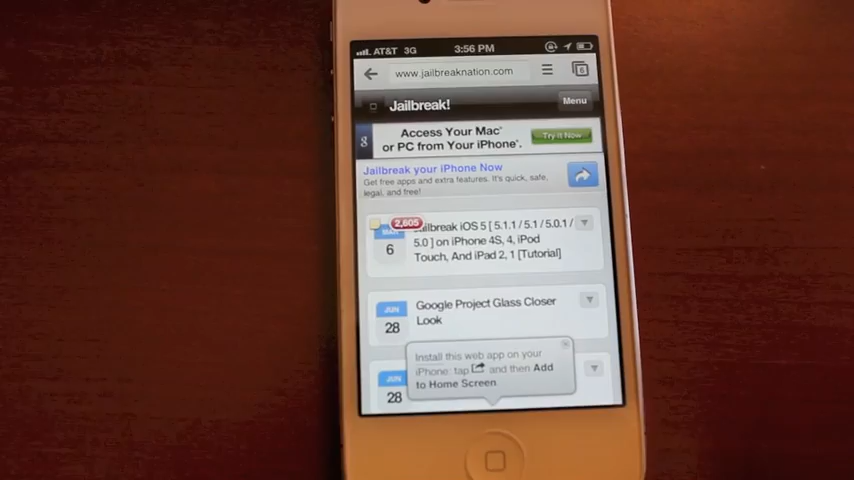 AT&T 3G 3:56 PM
www.jailbreaknation.com
6
Jailbreak!
Menu
g
Access Your Mac®
or PC from Your iPhone®.
Try It Now
Jailbreak your iPhone Now
Get free apps and extra features. It's quick, safe,
legal, and free!
2,605
6
Jailbreak iOS 5 [ 5.1.1 / 5.1 / 5.0.1 /
5.0 ] on iPhone 4S, 4, iPod
Touch, And iPad 2, 1 [Tutorial]
JUN
28
Google Project Glass Closer
Look
JUN
28
Install this web app on your
iPhone: tap and then Add
to Home Screen